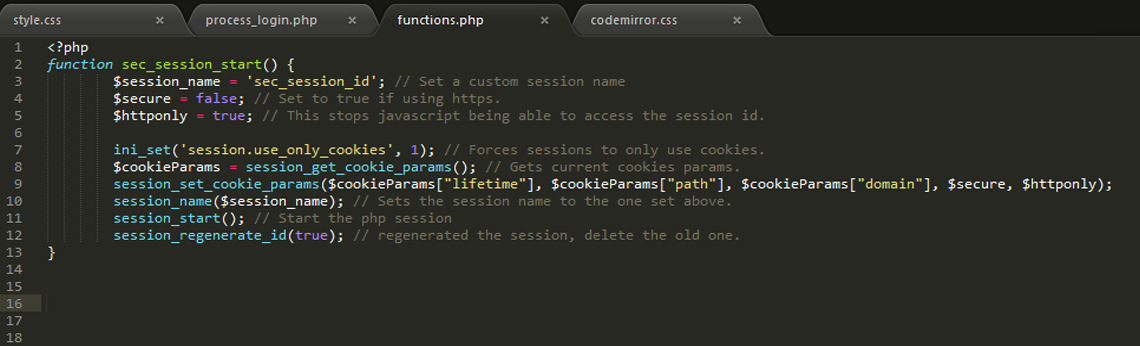 style.css × process_login.php × functions.php × codemirror.css ×
1 <?php
2 function sec_session_start() {
3 $session_name = 'sec_session_id'; // Set a custom session name
4 $secure = false; // Set to true if using https.
5 $httponly = true; // This stops javascript being able to access the session id.
6
7 ini_set('session.use_only_cookies', 1); // Forces sessions to only use cookies.
8 $cookieParams = session_get_cookie_params(); // Gets current cookies params.
9 session_set_cookie_params($cookieParams["lifetime"], $cookieParams["path"], $cookieParams["domain"], $secure, $httponly);
10 session_name($session_name); // Sets the session name to the one set above.
11 session_start(); // Start the php session
12 session_regenerate_id(true); // regenerated the session, delete the old one.
13 }
14
15
16
17
18